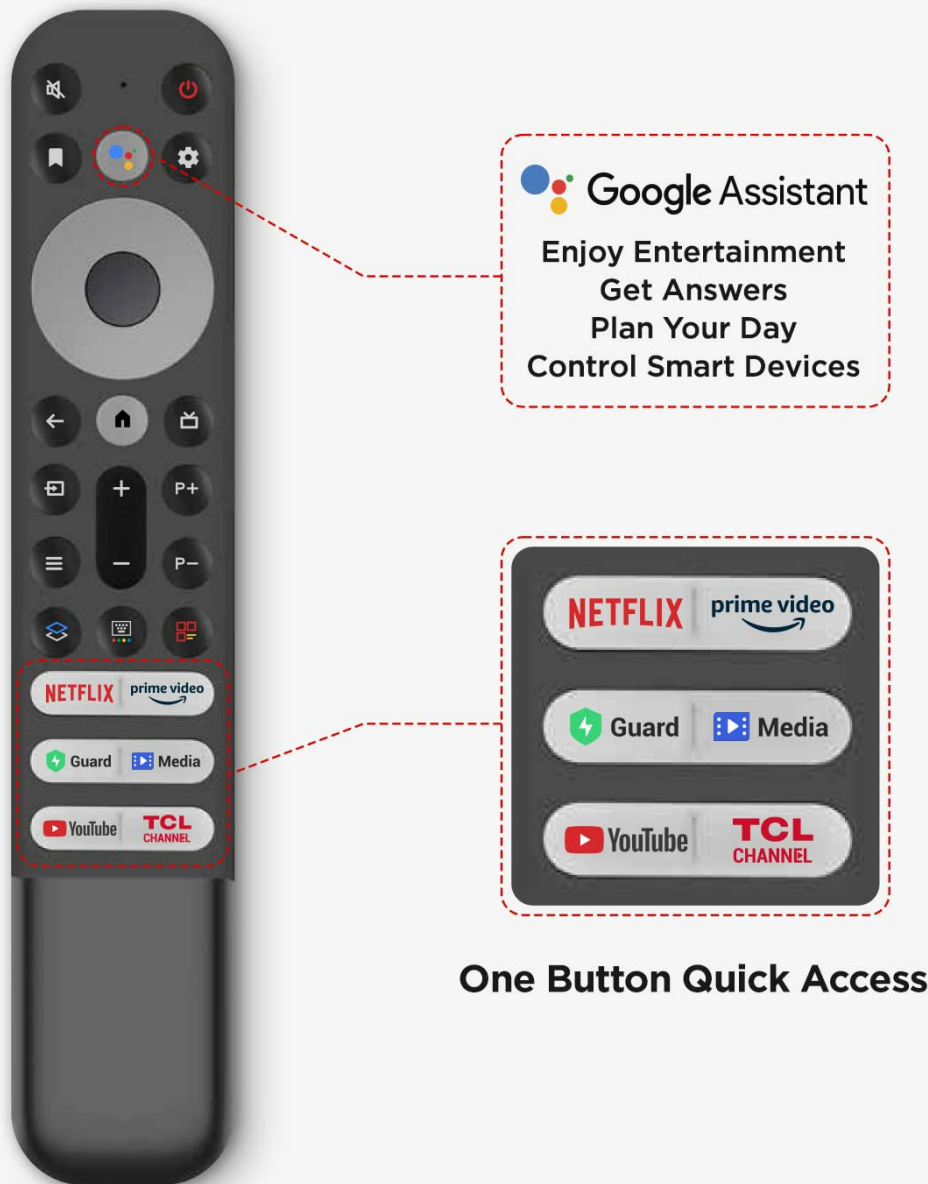 Google Assistant
Enjoy Entertainment
Get Answers
Plan Your Day
Control Smart Devices
P+
P−
NETFLIX prime video
Guard Media
YouTube TCL CHANNEL
NETFLIX prime video
Guard Media
YouTube TCL CHANNEL
One Button Quick Access